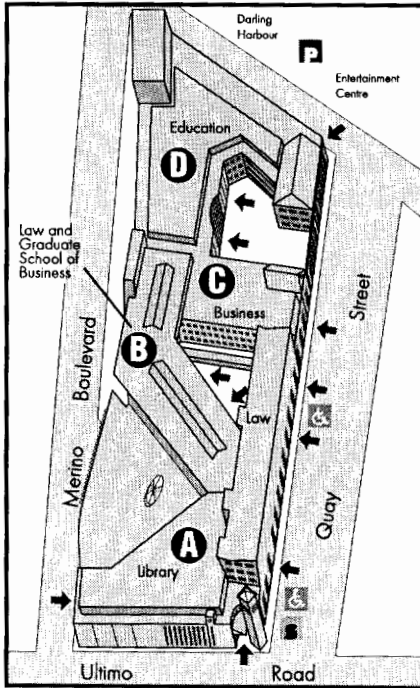 Darling
Harbour
P
Entertainment
Centre
Education
D
Law and
Graduate
School of
Business
C
Business
Street
B
Boulevard
Law
Merino
Quay
A
Library
S
Ultimo
Road